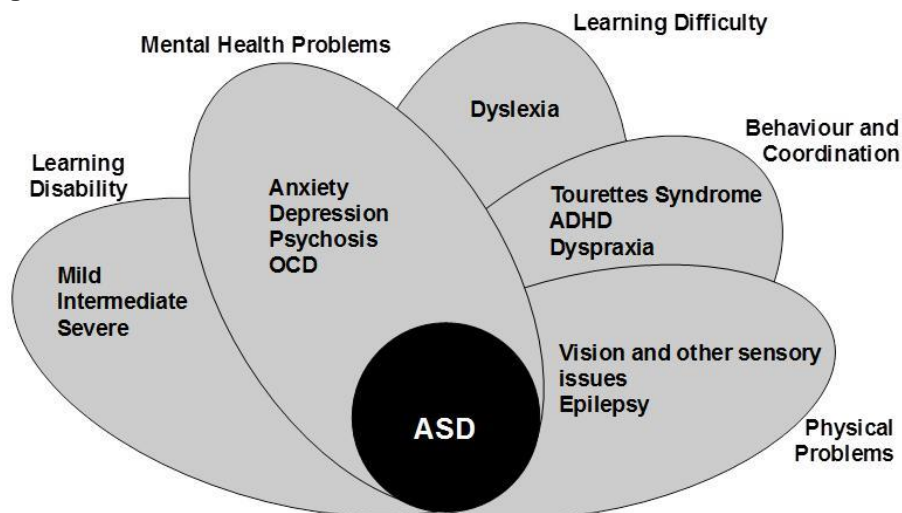 Learning Difficulty
Mental Health Problems
Dyslexia
Behaviour and
Coordination
Learning
Disability
Anxiety
Depression
Psychosis
OCD
Tourettes Syndrome
ADHD
Dyspraxia
Mild
Intermediate
Severe
Vision and other sensory
issues
Epilepsy
ASD
Physical
Problems